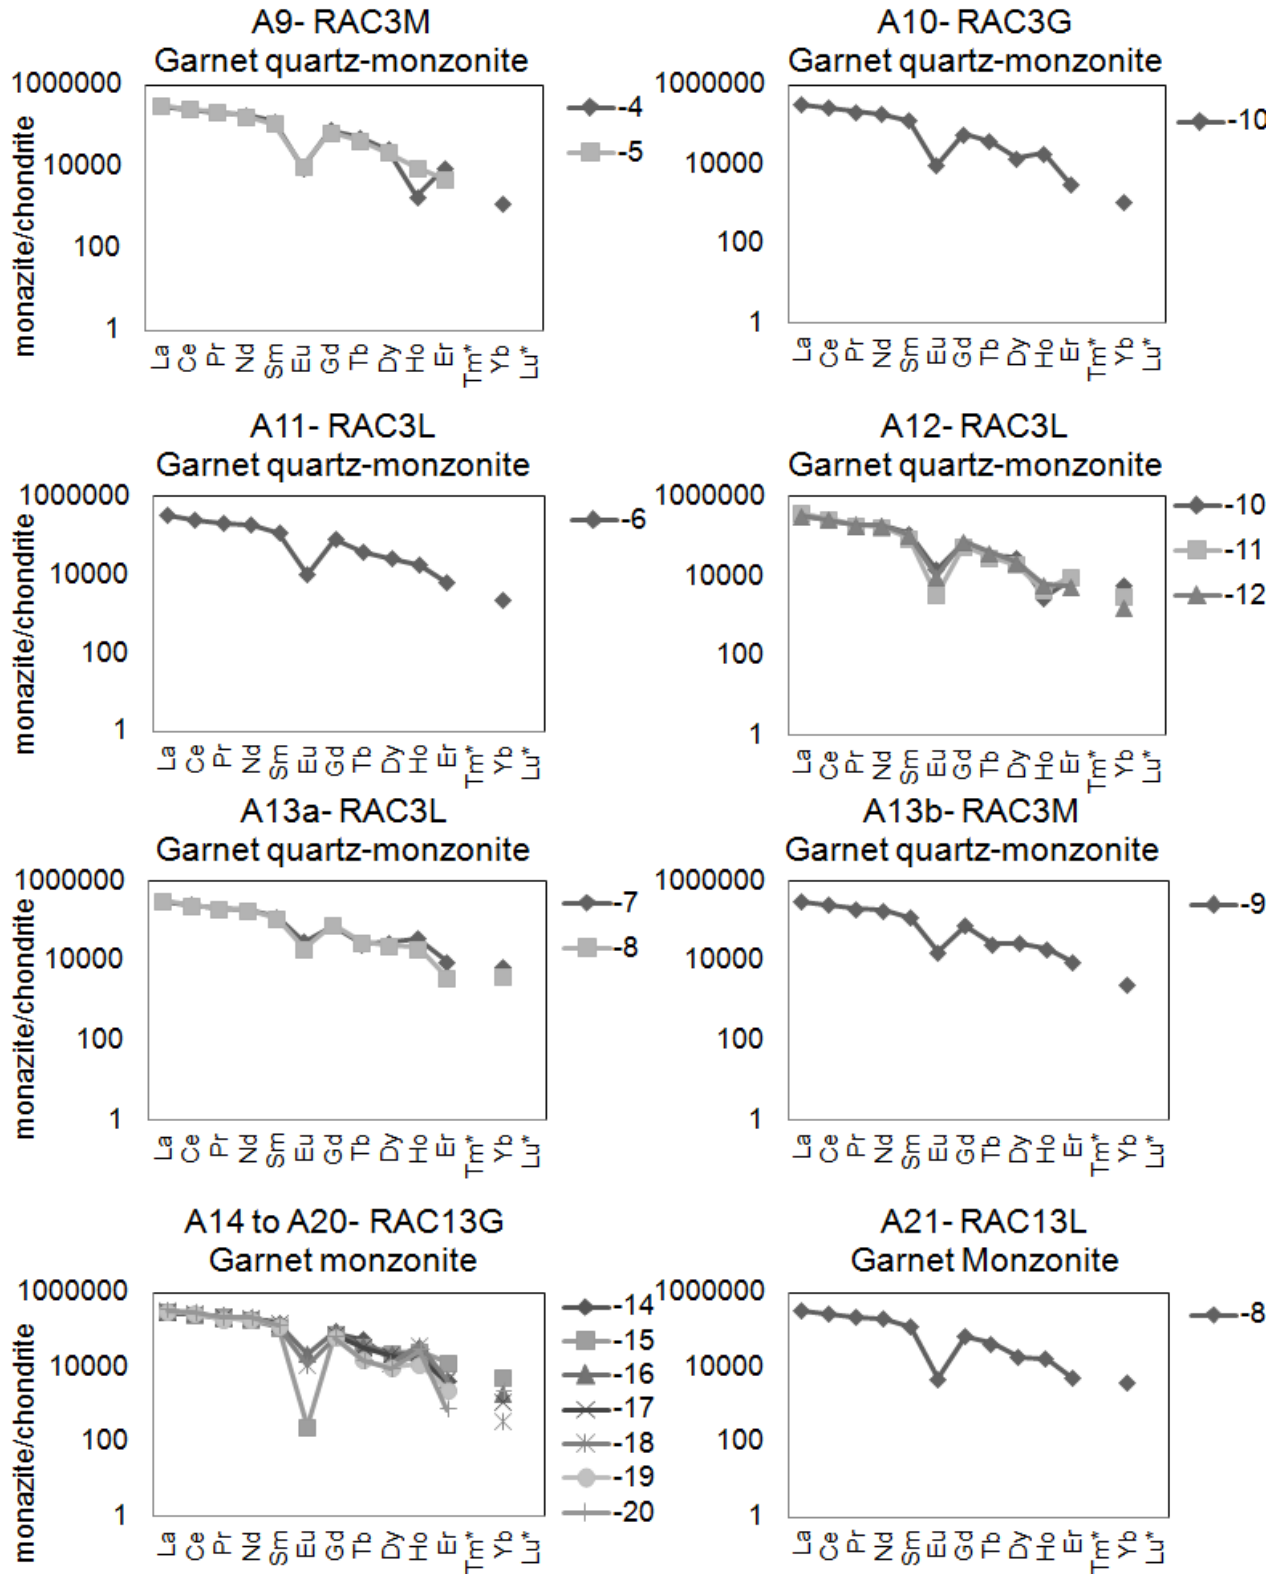 A9- RAC3M
Garnet quartz-monzonite
monazite/chondrite
1000000
10000
100
1
La Ce Pr Nd Sm Eu Gd Tb Dy Ho Er Tm* Yb Lu*
-4
-5
A10- RAC3G
Garnet quartz-monzonite
1000000
10000
100
1
La Ce Pr Nd Sm Eu Gd Tb Dy Ho Er Tm* Yb Lu*
-10
A11- RAC3L
Garnet quartz-monzonite
monazite/chondrite
1000000
10000
100
1
La Ce Pr Nd Sm Eu Gd Tb Dy Ho Er Tm* Yb Lu*
-6
A12- RAC3L
Garnet quartz-monzonite
1000000
10000
100
1
La Ce Pr Nd Sm Eu Gd Tb Dy Ho Er Tm* Yb Lu*
-10
-11
-12
A13a- RAC3L
Garnet quartz-monzonite
monazite/chondrite
1000000
10000
100
1
La Ce Pr Nd Sm Eu Gd Tb Dy Ho Er Tm* Yb Lu*
-7
-8
A13b- RAC3M
Garnet quartz-monzonite
1000000
10000
100
1
La Ce Pr Nd Sm Eu Gd Tb Dy Ho Er Tm* Yb Lu*
-9
A14 to A20- RAC13G
Garnet monzonite
monazite/chondrite
1000000
10000
100
1
La Ce Pr Nd Sm Eu Gd Tb Dy Ho Er Tm* Yb Lu*
-14
-15
-16
-17
-18
-19
-20
A21- RAC13L
Garnet Monzonite
1000000
10000
100
1
La Ce Pr Nd Sm Eu Gd Tb Dy Ho Er Tm* Yb Lu*
-8